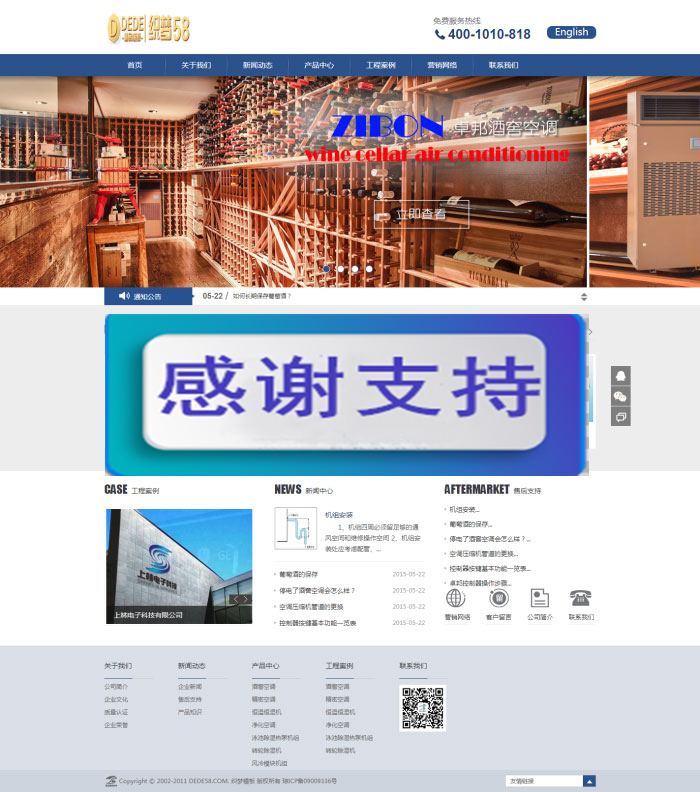 DEDE 织梦58
免费服务热线
400-1010-818
English
首页 关于我们 新闻动态 产品中心 工程案例 营销网络 联系我们
ZIBON 卓邦酒窖空调
wine cellar air conditioning
立即查看
通知公告 05-22 / 如何长期保存葡萄酒？
感谢支持
CASE 工程案例
上赫电子科技有限公司
NEWS 新闻中心
机组安装
1、机组四周必须留足够的通
风空间和维修操作空间 2、机组安
装处应考虑配管、...
葡萄酒的保存 2015-05-22
停电了酒窖空调会怎么样？ 2015-05-22
空调压缩机管道的更换 2015-05-22
控制器按键基本功能一览表 2015-05-22
AFTERMARKET 售后支持
机组安装...
葡萄酒的保存...
停电了酒窖空调会怎么样？...
空调压缩机管道的更换...
控制器按键基本功能一览表...
卓邦控制器操作步骤...
营销网络 客户留言 公司简介 联系我们
关于我们
公司简介
企业文化
质量认证
企业荣誉
新闻动态
企业新闻
售后支持
产品知识
产品中心
酒窖空调
精密空调
恒温恒湿机
净化空调
泳池除湿热泵机组
转轮除湿机
风冷模块机组
工程案例
酒窖空调
精密空调
恒温恒湿机
净化空调
泳池除湿热泵机组
转轮除湿机
联系我们
Copyright © 2002-2011 DEDE58.COM. 织梦模板 版权所有 琼ICP备09009336号
友情链接